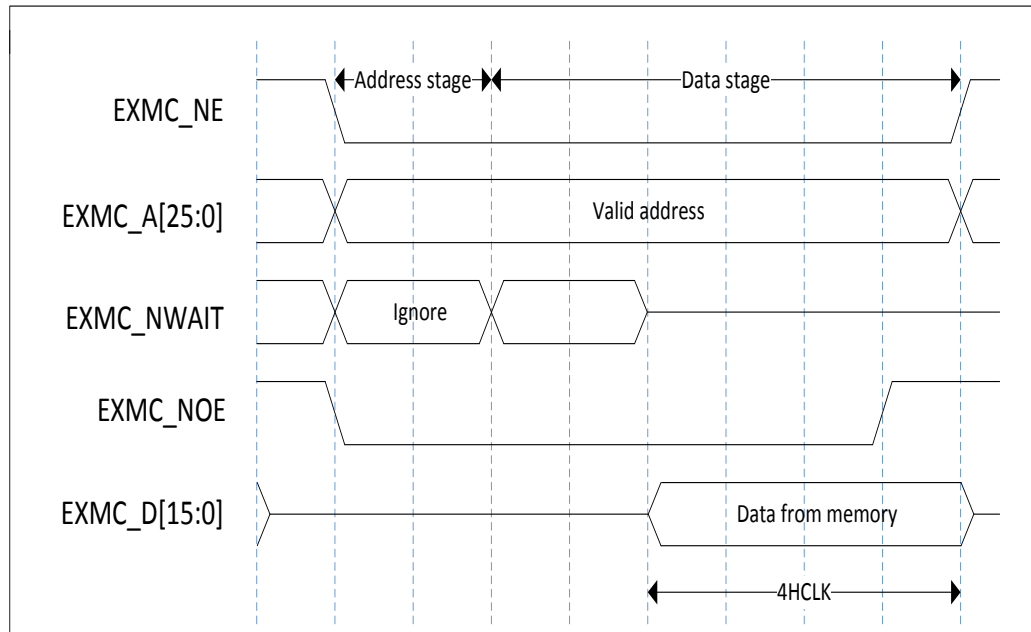 Address stage
Data stage
EXMC_NE
EXMC_A[25:0]
Valid address
EXMC_NWAIT
Ignore
EXMC_NOE
EXMC_D[15:0]
Data from memory
4HCLK